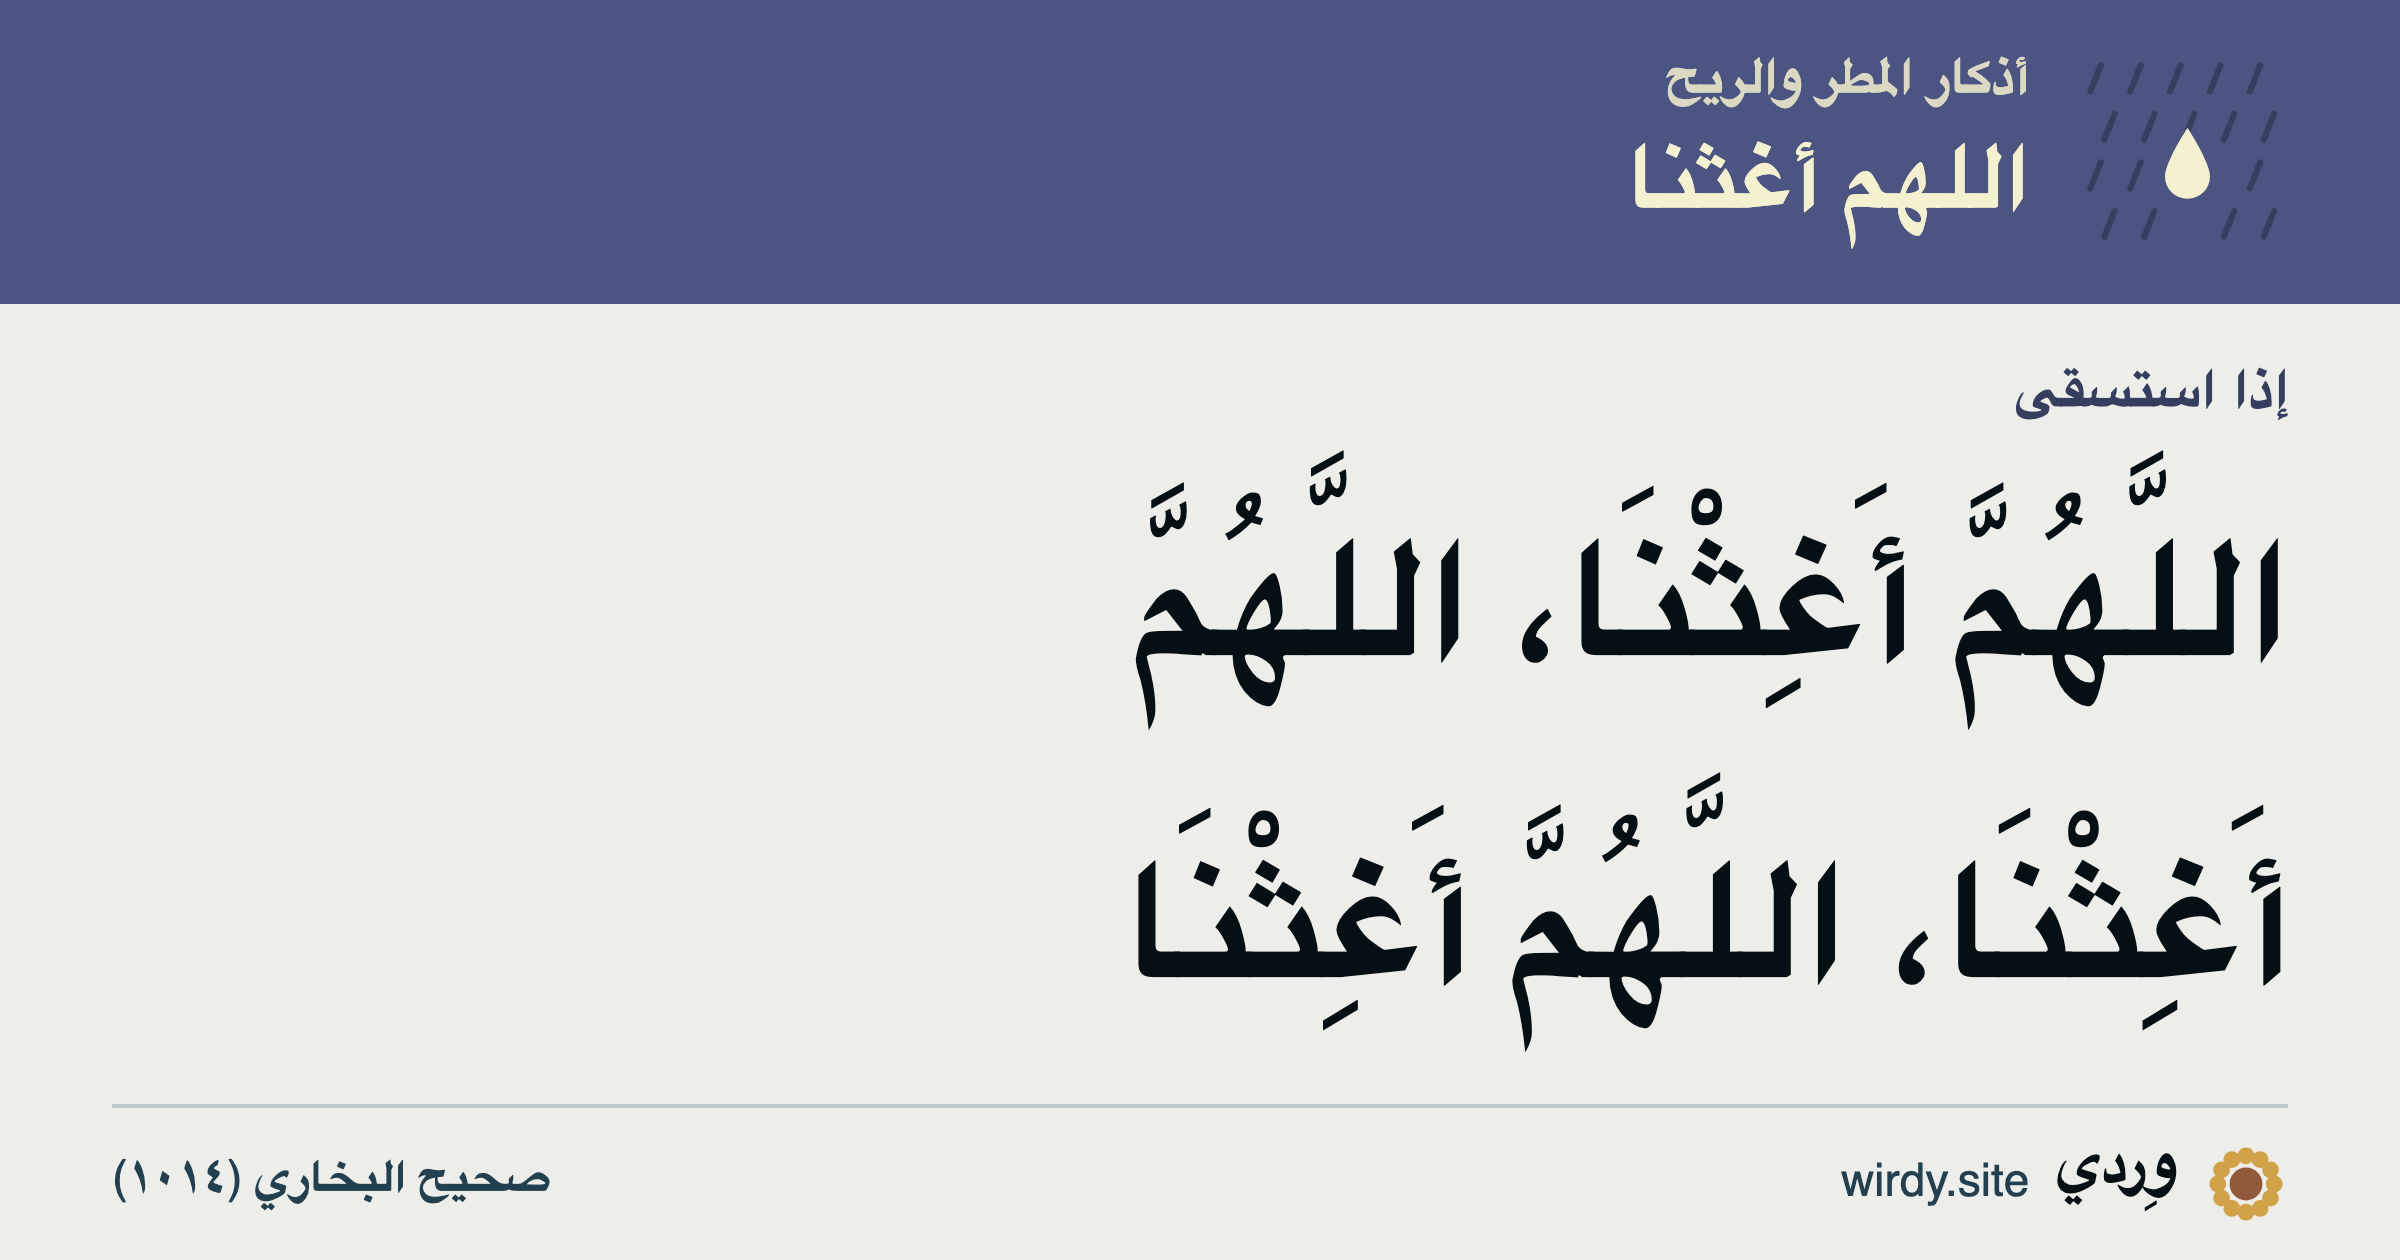 أذكار المطر والريح
اللهم أغثنا
إذا استسقى
اللَّهُمَّ أَغِثْنَا، اللَّهُمَّ
أَغِثْنَا، اللَّهُمَّ أَغِثْنَا
وِردي wirdy.site
صحيح البخاري (١٠١٤)